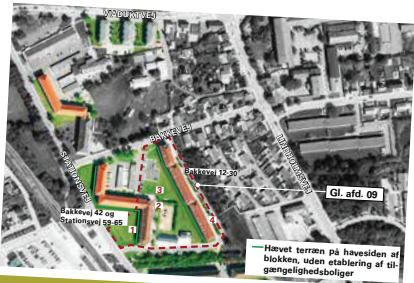 VIADUKTVEJ
BAKKEVEJ
STATIONSVEJ
Bakkevej 12-30
Gl. afd. 09
Bakkevej 42 og
Stationsvej 59-65
1
2
3
4
Hævet terræn på havesiden af
blokken, uden etablering af til-
gængelighedsboliger